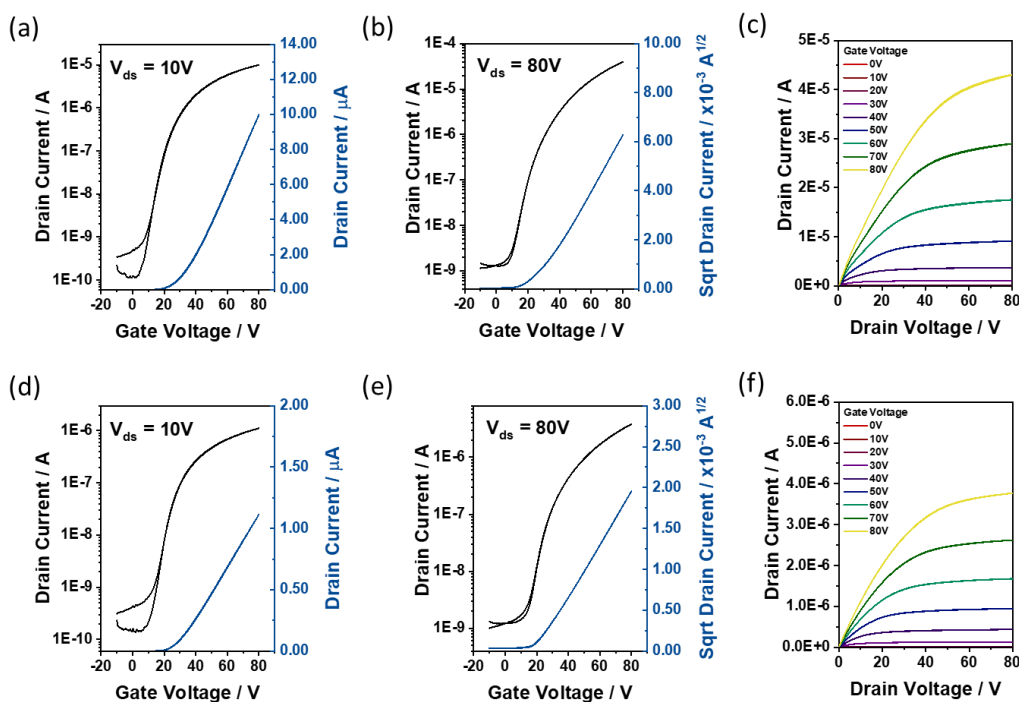 (a)
V_ds = 10V
Drain Current / A
1E-5
1E-6
1E-7
1E-8
1E-9
1E-10
-20 0 20 40 60 80
Gate Voltage / V
14.00
12.00
10.00
8.00
6.00
4.00
2.00
0.00
Drain Current / µA
(b)
V_ds = 80V
Drain Current / A
1E-4
1E-5
1E-6
1E-7
1E-8
1E-9
-20 0 20 40 60 80
Gate Voltage / V
10.00
8.00
6.00
4.00
2.00
0.00
Sqrt Drain Current / x10⁻³ A^1/2
(c)
Drain Current / A
5E-5
4E-5
3E-5
2E-5
1E-5
0E+0
Gate Voltage
0V
10V
20V
30V
40V
50V
60V
70V
80V
0 20 40 60 80
Drain Voltage / V
(d)
V_ds = 10V
Drain Current / A
1E-6
1E-7
1E-8
1E-9
1E-10
-20 0 20 40 60 80
Gate Voltage / V
2.00
1.50
1.00
0.50
0.00
Drain Current / µA
(e)
V_ds = 80V
Drain Current / A
1E-6
1E-7
1E-8
1E-9
-20 0 20 40 60 80
Gate Voltage / V
3.00
2.50
2.00
1.50
1.00
0.50
0.00
Sqrt Drain Current / x10⁻³ A^1/2
(f)
Drain Current / A
6.0E-6
5.0E-6
4.0E-6
3.0E-6
2.0E-6
1.0E-6
0.0E+0
Gate Voltage
0V
10V
20V
30V
40V
50V
60V
70V
80V
0 20 40 60 80
Drain Voltage / V